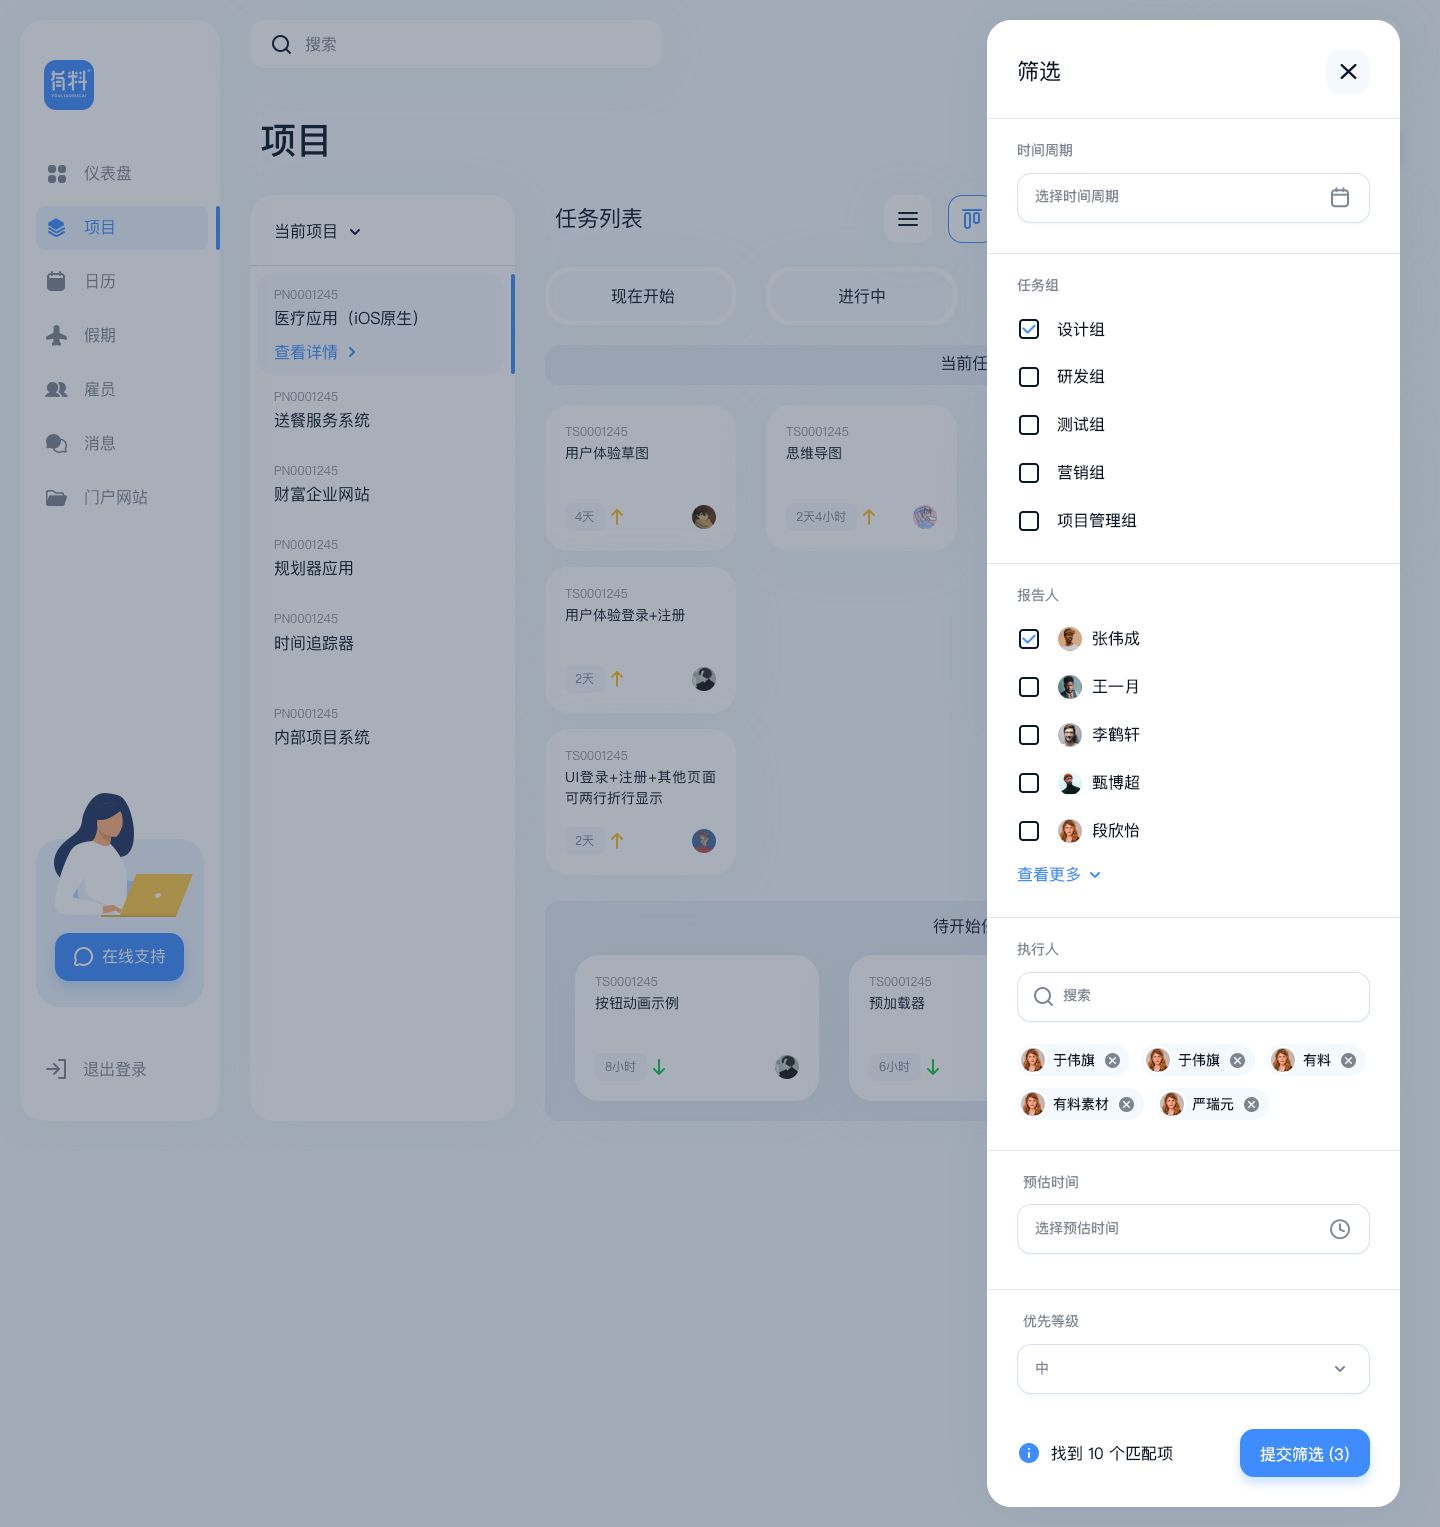 有料
仪表盘
项目
日历
假期
雇员
消息
门户网站
在线支持
退出登录
搜索
项目
当前项目
PN0001245
医疗应用（iOS原生）
查看详情
PN0001245
送餐服务系统
PN0001245
财富企业网站
PN0001245
规划器应用
PN0001245
时间追踪器
PN0001245
内部项目系统
任务列表
现在开始
进行中
当前任
TS0001245
用户体验草图
4天
TS0001245
思维导图
2天4小时
TS0001245
用户体验登录+注册
2天
TS0001245
UI登录+注册+其他页面
可两行折行显示
2天
待开始
TS0001245
按钮动画示例
8小时
TS0001245
预加载器
6小时
筛选
时间周期
选择时间周期
任务组
设计组
研发组
测试组
营销组
项目管理组
报告人
张伟成
王一月
李鹤轩
甄博超
段欣怡
查看更多
执行人
搜索
于伟旗
于伟旗
有料
有料素材
严瑞元
预估时间
选择预估时间
优先等级
中
找到 10 个匹配项
提交筛选 (3)